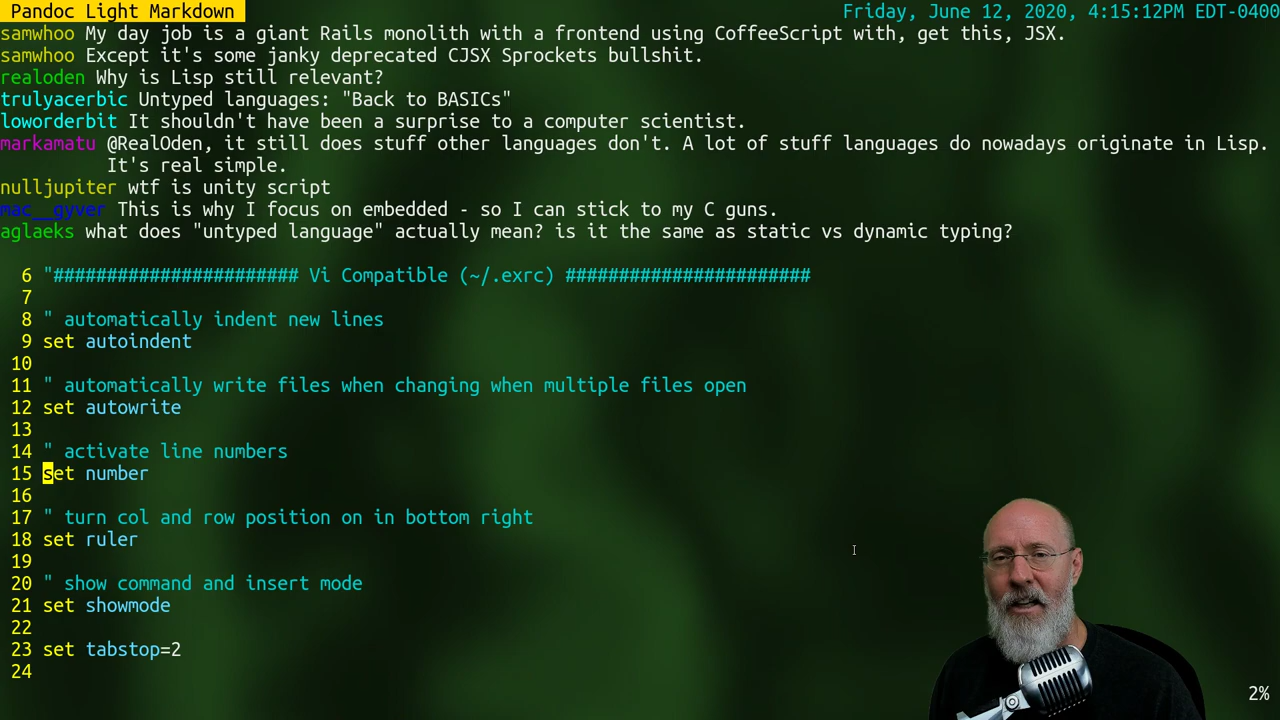 Pandoc Light Markdown
Friday, June 12, 2020, 4:15:12PM EDT-0400
samwhoo My day job is a giant Rails monolith with a frontend using CoffeeScript with, get this, JSX.
samwhoo Except it's some janky deprecated CJSX Sprockets bullshit.
realoden Why is Lisp still relevant?
trulyacerbic Untyped languages: "Back to BASICs"
loworderbit It shouldn't have been a surprise to a computer scientist.
markamatu @RealOden, it still does stuff other languages don't. A lot of stuff languages do nowadays originate in Lisp.
It's real simple.
nulljupiter wtf is unity script
mac__gyver This is why I focus on embedded - so I can stick to my C guns.
aglaeks what does "untyped language" actually mean? is it the same as static vs dynamic typing?
6 "####################### Vi Compatible (~/.exrc) #######################
7
8 " automatically indent new lines
9 set autoindent
10
11 " automatically write files when changing when multiple files open
12 set autowrite
13
14 " activate line numbers
15 set number
16
17 " turn col and row position on in bottom right
18 set ruler
19
20 " show command and insert mode
21 set showmode
22
23 set tabstop=2
24
2%